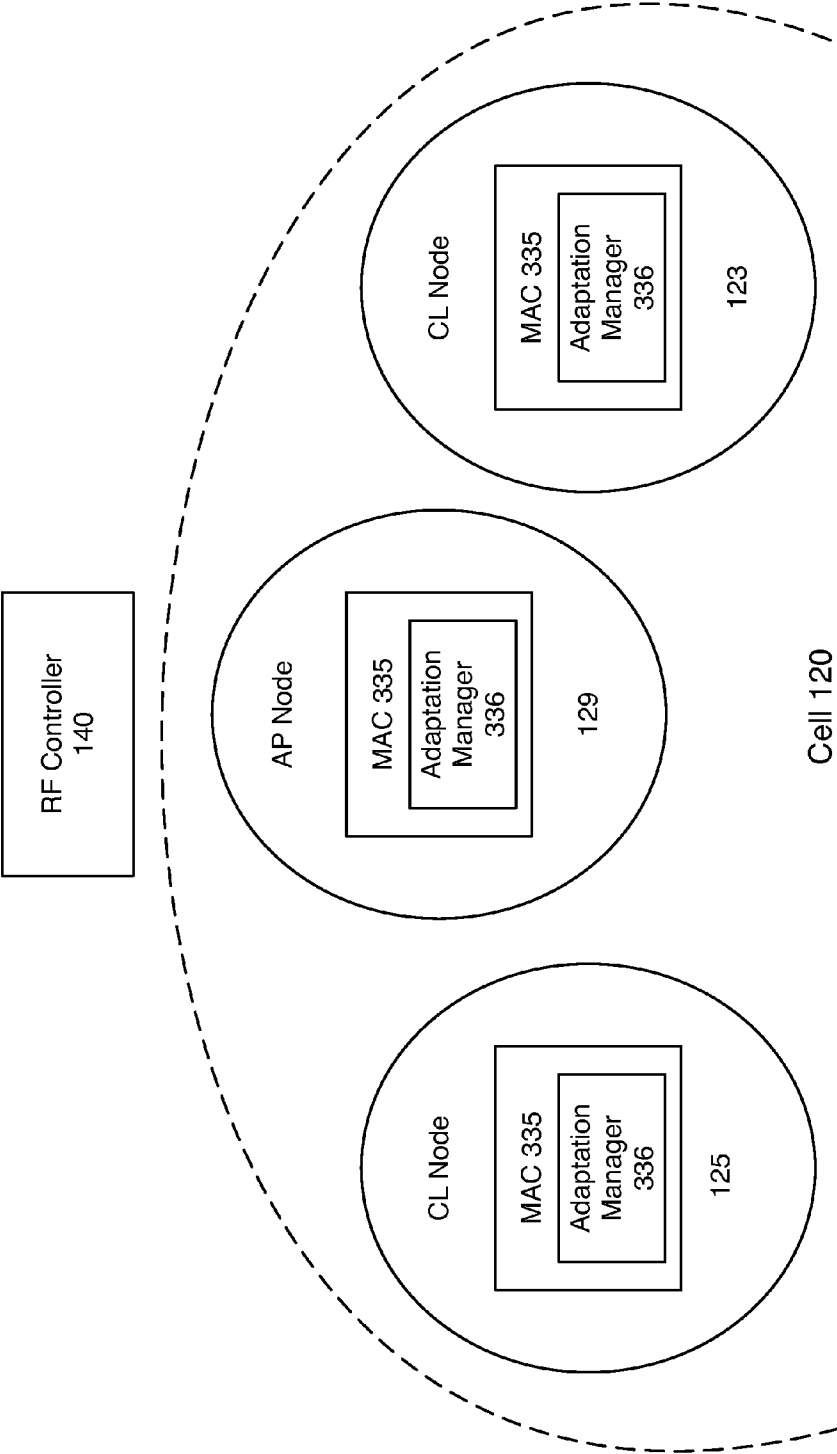 RF Controller
140
AP Node
MAC 335
Adaptation
Manager
336
129
CL Node
MAC 335
Adaptation
Manager
336
125
CL Node
MAC 335
Adaptation
Manager
336
123
Cell 120